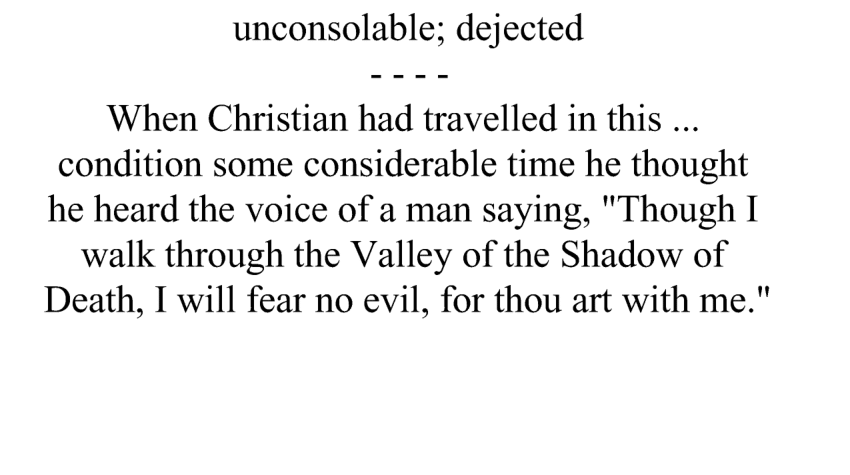 unconsolable; dejected
- - - -
When Christian had travelled in this ...
condition some considerable time he thought
he heard the voice of a man saying, "Though I
walk through the Valley of the Shadow of
Death, I will fear no evil, for thou art with me."